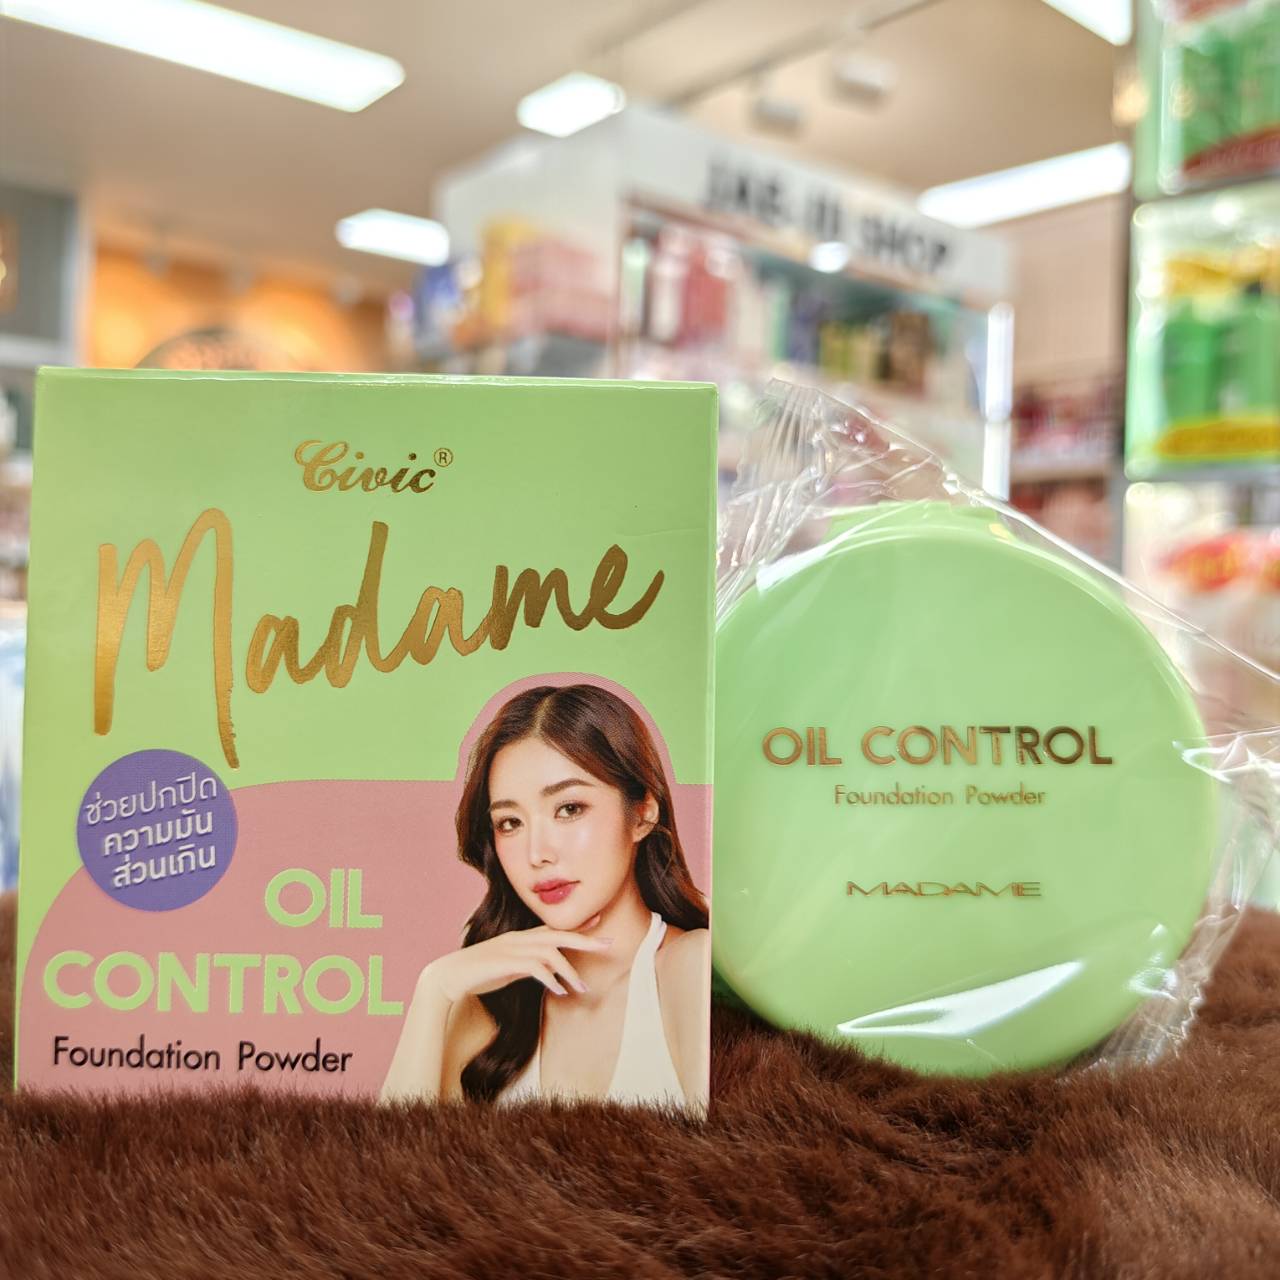 Civic®
Madame
ช่วยปกปิด
ความมัน
ส่วนเกิน
OIL
CONTROL
Foundation Powder
OIL CONTROL
Foundation Powder
MADAME
SHOP